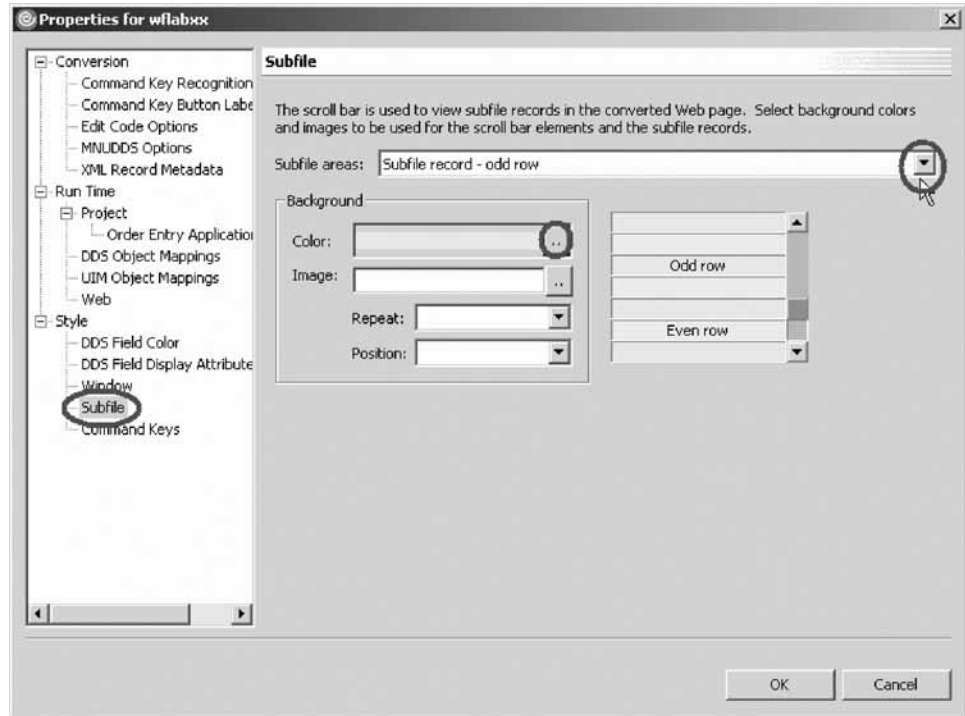 Properties for wflabxx
Conversion
Command Key Recognition
Command Key Button Labe
Edit Code Options
MNUDDS Options
XML Record Metadata
Run Time
Project
Order Entry Applicatio
DDS Object Mappings
UIM Object Mappings
Web
Style
DDS Field Color
DDS Field Display Attribute
Window
Subfile
Command Keys
Subfile
The scroll bar is used to view subfile records in the converted Web page. Select background colors
and images to be used for the scroll bar elements and the subfile records.
Subfile areas: Subfile record - odd row
Background
Color: ..
Image: ..
Repeat:
Position:
Odd row
Even row
OK Cancel